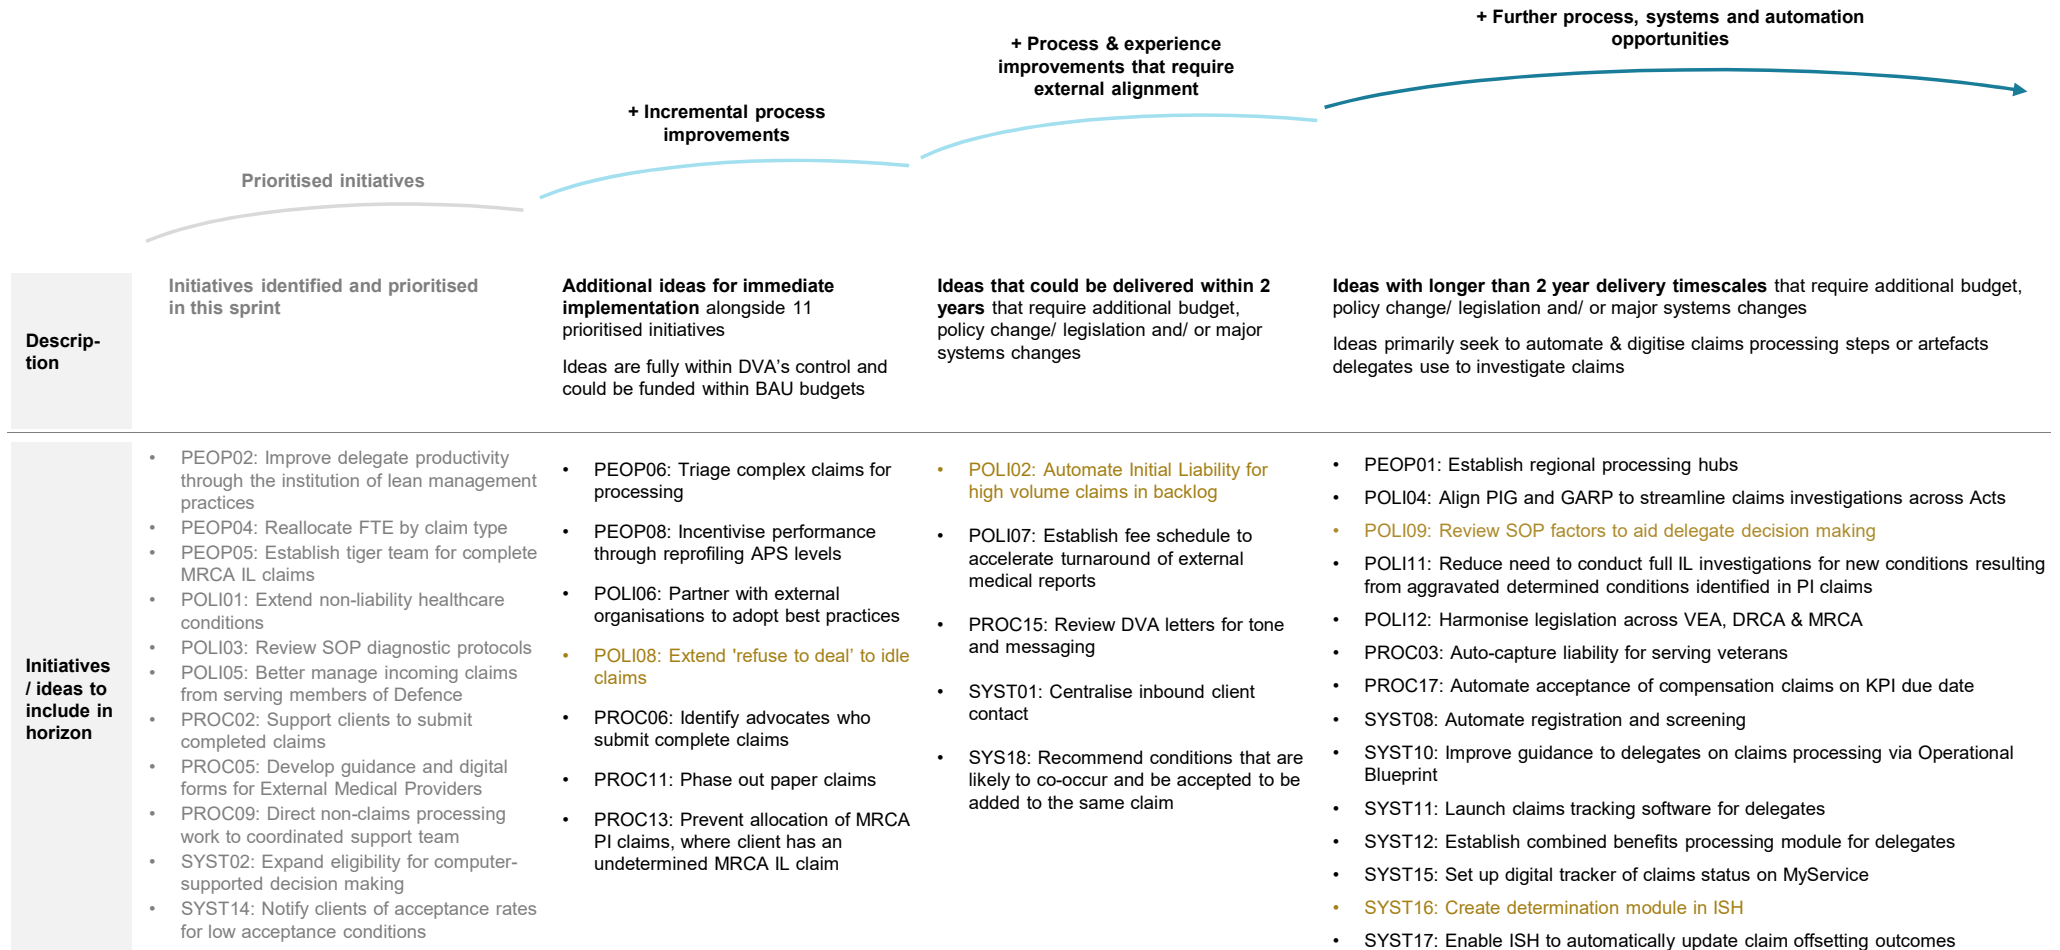 + Further process, systems and automation
opportunities
+ Process & experience
improvements that require
external alignment
+ Incremental process
improvements
Prioritised initiatives
Descrip-
tion
Initiatives identified and prioritised
in this sprint
Additional ideas for immediate
implementation alongside 11
prioritised initiatives
Ideas are fully within DVA's control and
could be funded within BAU budgets
Ideas that could be delivered within 2
years that require additional budget,
policy change/ legislation and/ or major
systems changes
Ideas with longer than 2 year delivery timescales that require additional budget,
policy change/ legislation and/ or major systems changes
Ideas primarily seek to automate & digitise claims processing steps or artefacts
delegates use to investigate claims
Initiatives
/ ideas to
include in
horizon
• PEOP02: Improve delegate productivity
through the institution of lean management
practices
• PEOP04: Reallocate FTE by claim type
• PEOP05: Establish tiger team for complete
MRCA IL claims
• POLI01: Extend non-liability healthcare
conditions
• POLI03: Review SOP diagnostic protocols
• POLI05: Better manage incoming claims
from serving members of Defence
• PROC02: Support clients to submit
completed claims
• PROC05: Develop guidance and digital
forms for External Medical Providers
• PROC09: Direct non-claims processing
work to coordinated support team
• SYST02: Expand eligibility for computer-
supported decision making
• SYST14: Notify clients of acceptance rates
for low acceptance conditions
• PEOP06: Triage complex claims for
processing
• PEOP08: Incentivise performance
through reprofiling APS levels
• POLI06: Partner with external
organisations to adopt best practices
• POLI08: Extend 'refuse to deal’ to idle
claims
• PROC06: Identify advocates who
submit complete claims
• PROC11: Phase out paper claims
• PROC13: Prevent allocation of MRCA
PI claims, where client has an
undetermined MRCA IL claim
• POLI02: Automate Initial Liability for
high volume claims in backlog
• POLI07: Establish fee schedule to
accelerate turnaround of external
medical reports
• PROC15: Review DVA letters for tone
and messaging
• SYST01: Centralise inbound client
contact
• SYS18: Recommend conditions that are
likely to co-occur and be accepted to be
added to the same claim
• PEOP01: Establish regional processing hubs
• POLI04: Align PIG and GARP to streamline claims investigations across Acts
• POLI09: Review SOP factors to aid delegate decision making
• POLI11: Reduce need to conduct full IL investigations for new conditions resulting
from aggravated determined conditions identified in PI claims
• POLI12: Harmonise legislation across VEA, DRCA & MRCA
• PROC03: Auto-capture liability for serving veterans
• PROC17: Automate acceptance of compensation claims on KPI due date
• SYST08: Automate registration and screening
• SYST10: Improve guidance to delegates on claims processing via Operational
Blueprint
• SYST11: Launch claims tracking software for delegates
• SYST12: Establish combined benefits processing module for delegates
• SYST15: Set up digital tracker of claims status on MyService
• SYST16: Create determination module in ISH
• SYST17: Enable ISH to automatically update claim offsetting outcomes